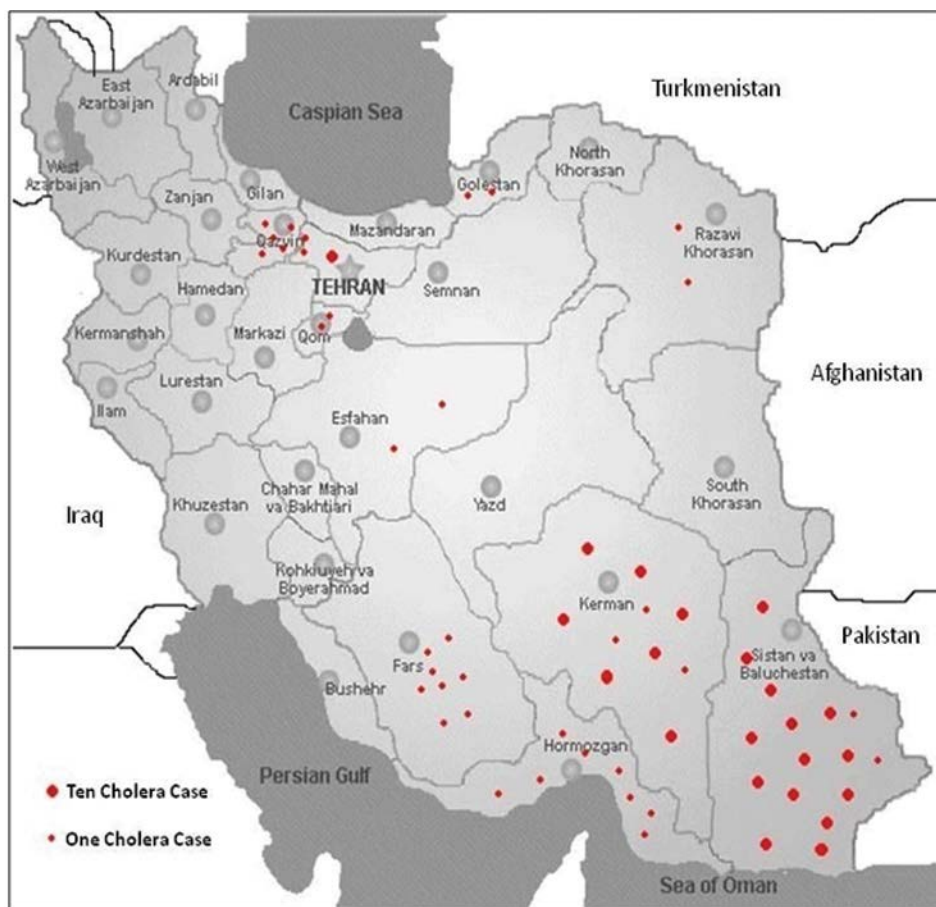 Turkmenistan
Caspian Sea
East
Azarbaijan
Ardabil
West
Azarbaijan
Gilan
Zanjan
Golestan
North
Khorasan
Mazandaran
Razavi
Khorasan
Qazvin
Kurdestan
TEHRAN
Semnan
Hamedan
Kermanshah
Markazi
Qom
Afghanistan
Lurestan
Ilam
Esfahan
Iraq
Khuzestan
Chahar Mahal
va Bakhtiari
Yazd
South
Khorasan
Kohkiuyeh va
Boyerahmad
Kerman
Pakistan
Fars
Sistan va
Baluchestan
Bushehr
Hormozgan
Persian Gulf
Ten Cholera Case
One Cholera Case
Sea of Oman